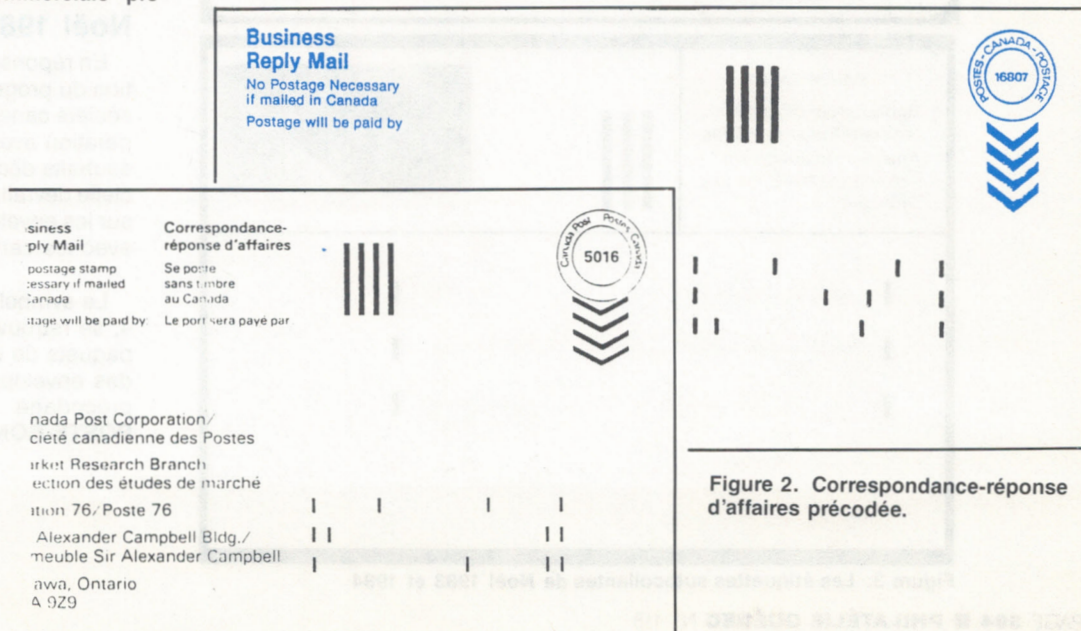 Business
Reply Mail
No Postage Necessary
if mailed in Canada
Postage will be paid by
POSTES-CANADA-POSTAGE
16807
siness
ply Mail
postage stamp
essary if mailed
Canada
tage will be paid by
Correspondance-
réponse d'affaires
Se poste
sans timbre
au Canada
Le port sera payé par
Canada Post Postes Canada
5016
nada Post Corporation/
ciété canadienne des Postes
rket Research Branch
ection des études de marché
ation 76/Poste 76
Alexander Campbell Bldg./
meuble Sir Alexander Campbell
awa, Ontario
A 9Z9
Figure 2. Correspondance-réponse
d'affaires précodée.